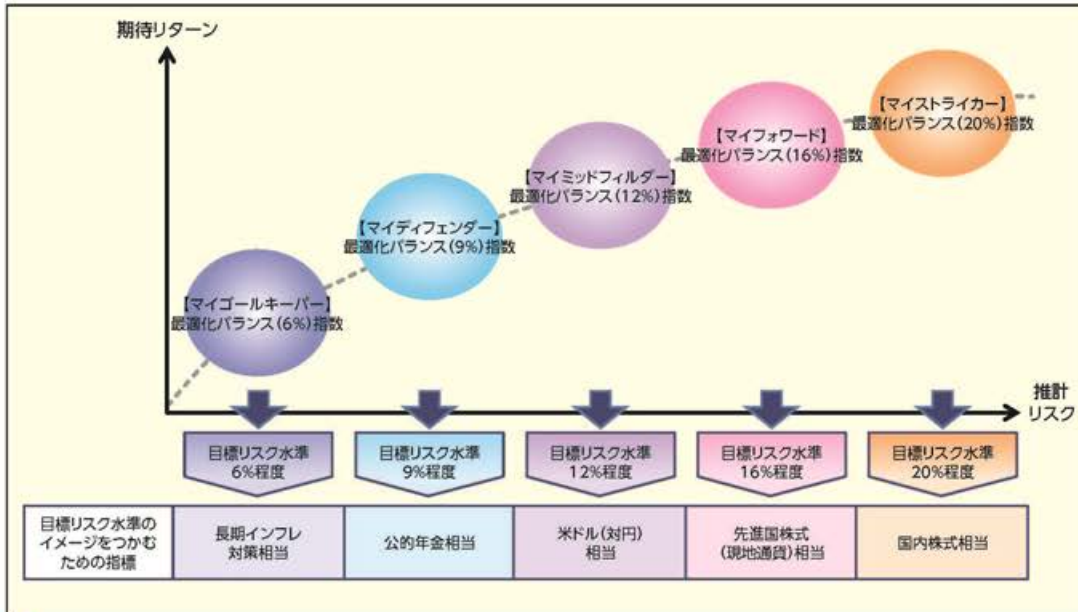 期待リターン
【マイストライカー】
最適化バランス(20%)指数
【マイフォワード】
最適化バランス(16%)指数
【マイミッドフィルダー】
最適化バランス(12%)指数
【マイディフェンダー】
最適化バランス(9%)指数
【マイゴールキーパー】
最適化バランス(6%)指数
推計
リスク
目標リスク水準
6%程度
目標リスク水準
9%程度
目標リスク水準
12%程度
目標リスク水準
16%程度
目標リスク水準
20%程度
目標リスク水準の
イメージをつかむ
ための指標
長期インフレ
対策相当
公的年金相当
米ドル(対円)
相当
先進国株式
(現地通貨)相当
国内株式相当